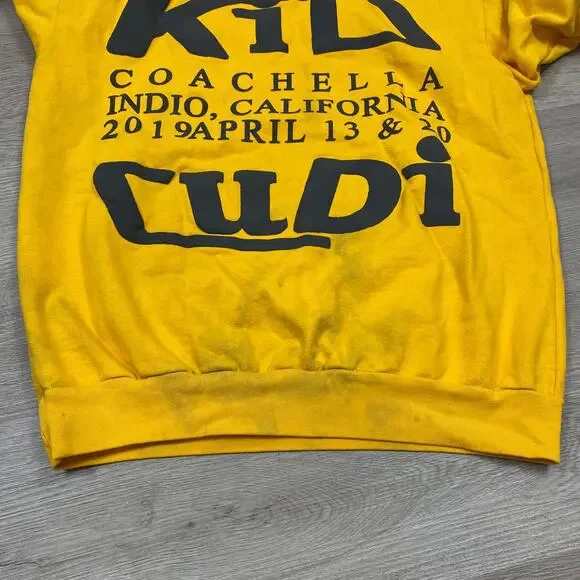 KiD
COACHELLA
INDIO, CALIFORNIA
2019APRIL 13 & 20
CuDi